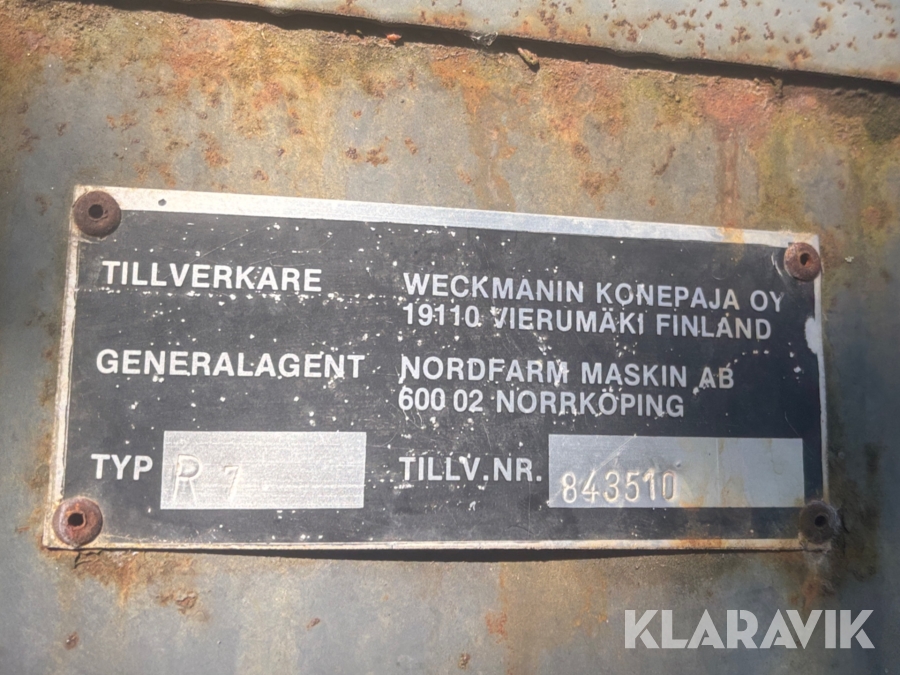 TILLVERKARE WECKMANIN KONEPAJA OY
19110 VIERUMÄKI FINLAND
GENERALAGENT NORDFARM MASKIN AB
600 02 NORRKÖPING
TYP R 7 TILLV.NR. 843510
KLARAVIK